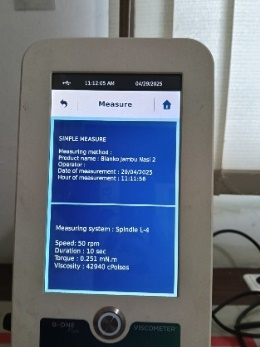 11:12:05 AM 04/29/2025
Measure
SIMPLE MEASURE
Measuring method :
Product name : Blanko Jambu Nasi 2
Operator :
Date of measurement : 29/04/2025
Hour of measurement : 11:11:58
Measuring system : Spindle L-4
Speed: 50 rpm
Duration : 10 sec
Torque : 0.251 mN.m
Viscosity : 42940 cPoises
B-ONE
VISCOMETER